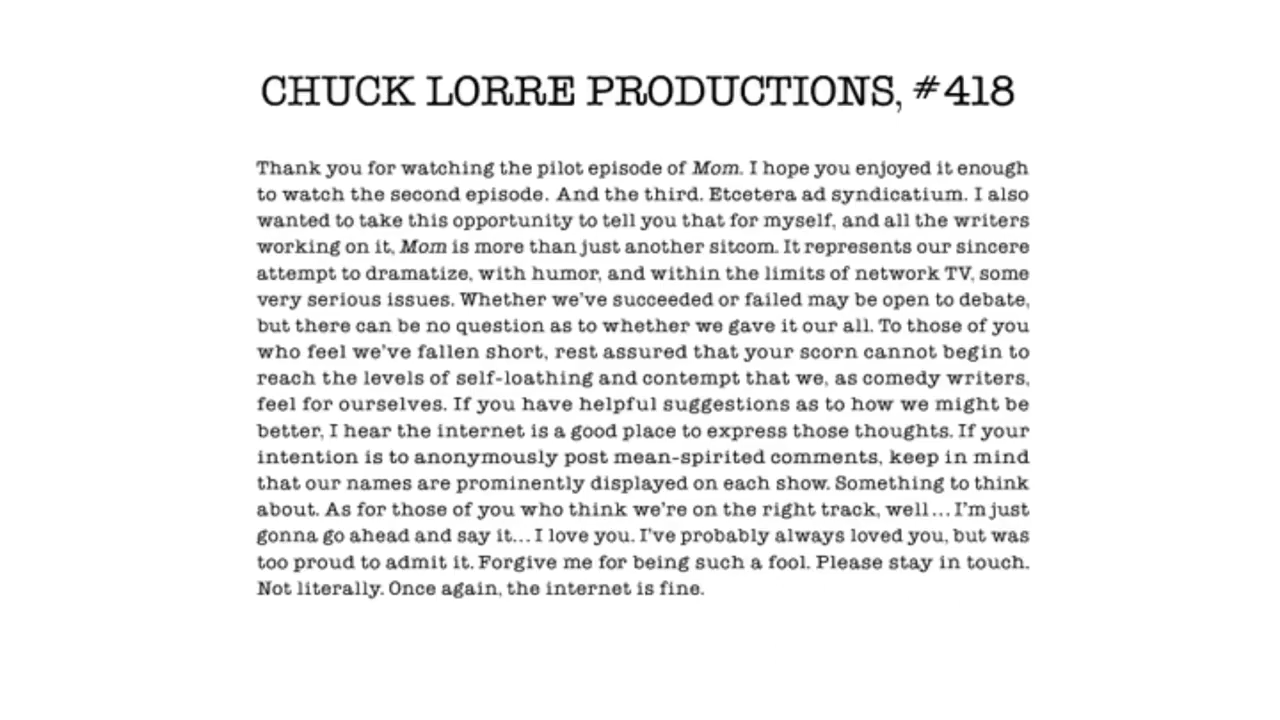 CHUCK LORRE PRODUCTIONS, #418
Thank you for watching the pilot episode of Mom. I hope you enjoyed it enough
to watch the second episode. And the third. Etcetera ad syndicatium. I also
wanted to take this opportunity to tell you that for myself, and all the writers
working on it, Mom is more than just another sitcom. It represents our sincere
attempt to dramatize, with humor, and within the limits of network TV, some
very serious issues. Whether we've succeeded or failed may be open to debate,
but there can be no question as to whether we gave it our all. To those of you
who feel we've fallen short, rest assured that your scorn cannot begin to
reach the levels of self-loathing and contempt that we, as comedy writers,
feel for ourselves. If you have helpful suggestions as to how we might be
better, I hear the internet is a good place to express those thoughts. If your
intention is to anonymously post mean-spirited comments, keep in mind
that our names are prominently displayed on each show. Something to think
about. As for those of you who think we're on the right track, well... I'm just
gonna go ahead and say it... I love you. I've probably always loved you, but was
too proud to admit it. Forgive me for being such a fool. Please stay in touch.
Not literally. Once again, the internet is fine.